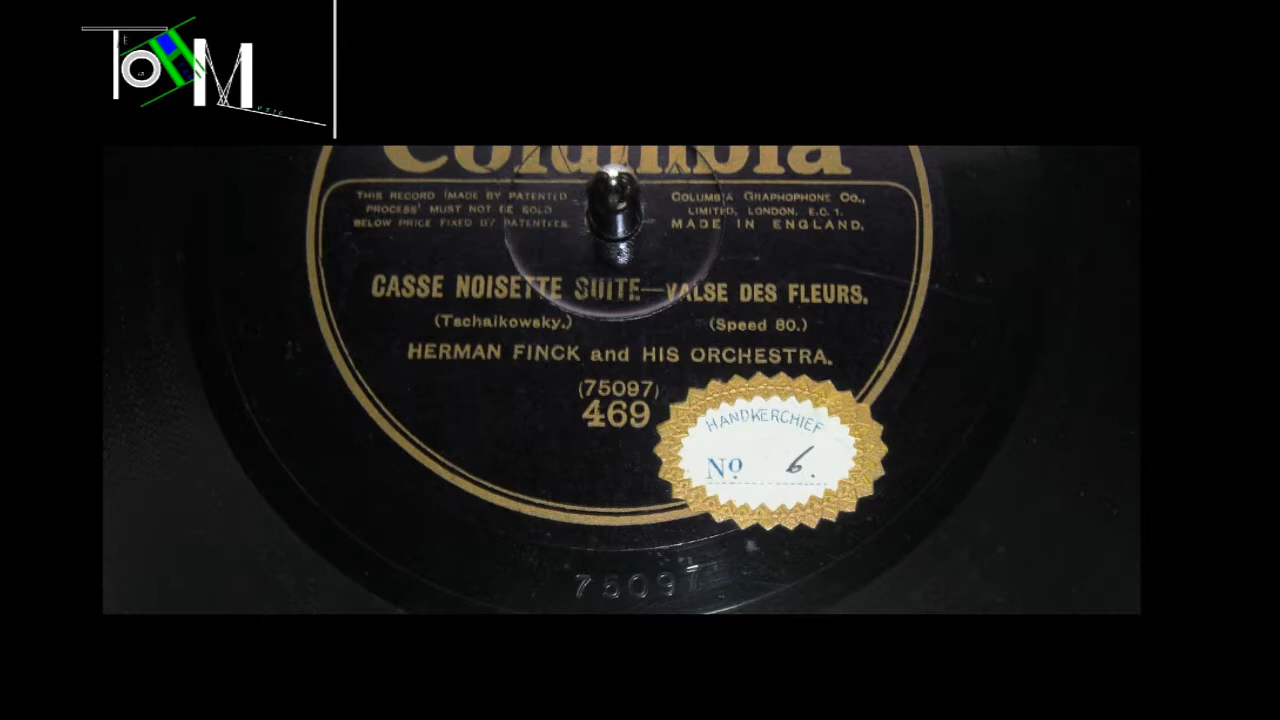 Columbia
THIS RECORD (MADE BY PATENTED
PROCESS) MUST NOT BE SOLD
BELOW PRICE FIXED BY PATENTEES.
COLUMBIA GRAPHOPHONE CO.,
LIMITED, LONDON, E.C. 1.
MADE IN ENGLAND.
CASSE NOISETTE SUITE—VALSE DES FLEURS.
(Tschaikowsky.) (Speed 80.)
HERMAN FINCK and HIS ORCHESTRA.
(75097)
469
HANDKERCHIEF
Nº 6.
75097